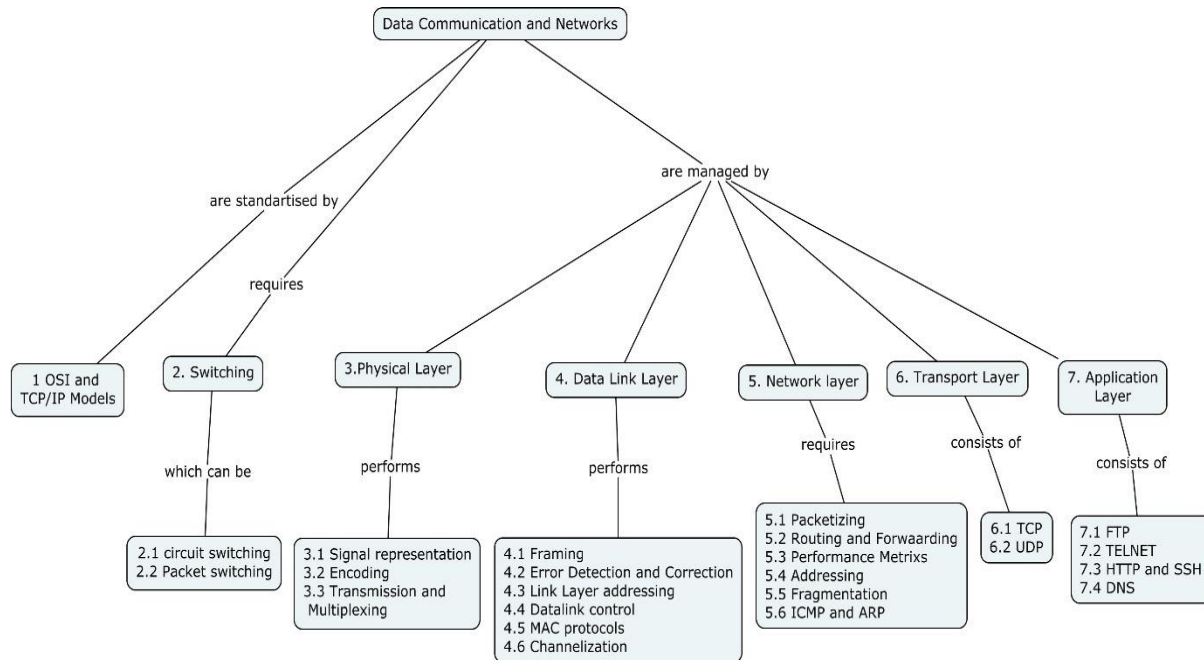 Data Communication and Networks
are managed by
are standartised by
requires
1 OSI and
TCP/IP Models
2. Switching
3.Physical Layer
4. Data Link Layer
5. Network layer
6. Transport Layer
7. Application
Layer
which can be
performs
performs
requires
consists of
consists of
2.1 circuit switching
2.2 Packet switching
3.1 Signal representation
3.2 Encoding
3.3 Transmission and
Multiplexing
4.1 Framing
4.2 Error Detection and Correction
4.3 Link Layer addressing
4.4 Datalink control
4.5 MAC protocols
4.6 Channelization
5.1 Packetizing
5.2 Routing and Forwaarding
5.3 Performance Metrixs
5.4 Addressing
5.5 Fragmentation
5.6 ICMP and ARP
6.1 TCP
6.2 UDP
7.1 FTP
7.2 TELNET
7.3 HTTP and SSH
7.4 DNS